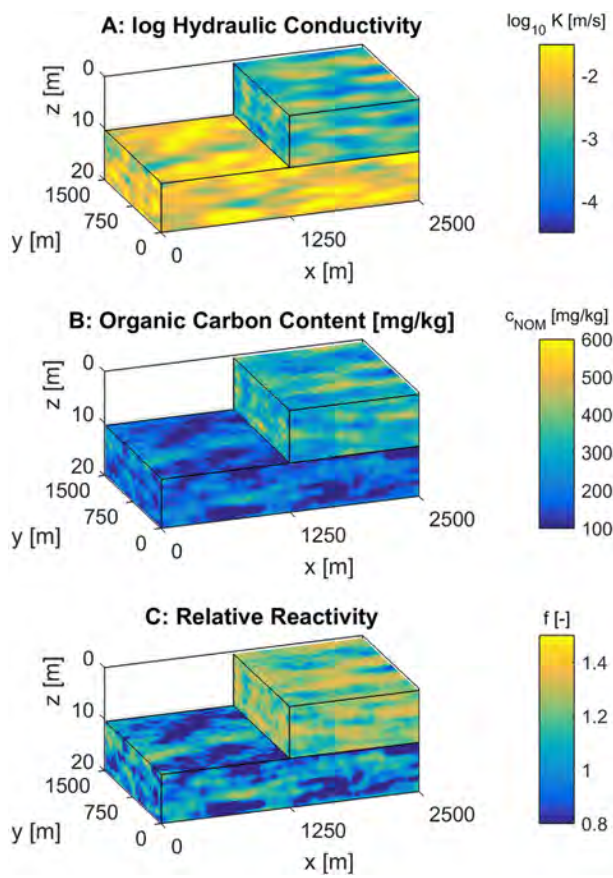 A: log Hydraulic Conductivity
log10 K [m/s]
z [m]
0
10
20
1500
750
0
y [m]
0
1250
2500
x [m]
-2
-3
-4
B: Organic Carbon Content [mg/kg]
cNOM [mg/kg]
z [m]
0
10
20
1500
750
0
y [m]
0
1250
2500
x [m]
600
500
400
300
200
100
C: Relative Reactivity
f [-]
z [m]
0
10
20
1500
750
0
y [m]
0
1250
2500
x [m]
1.4
1.2
1
0.8